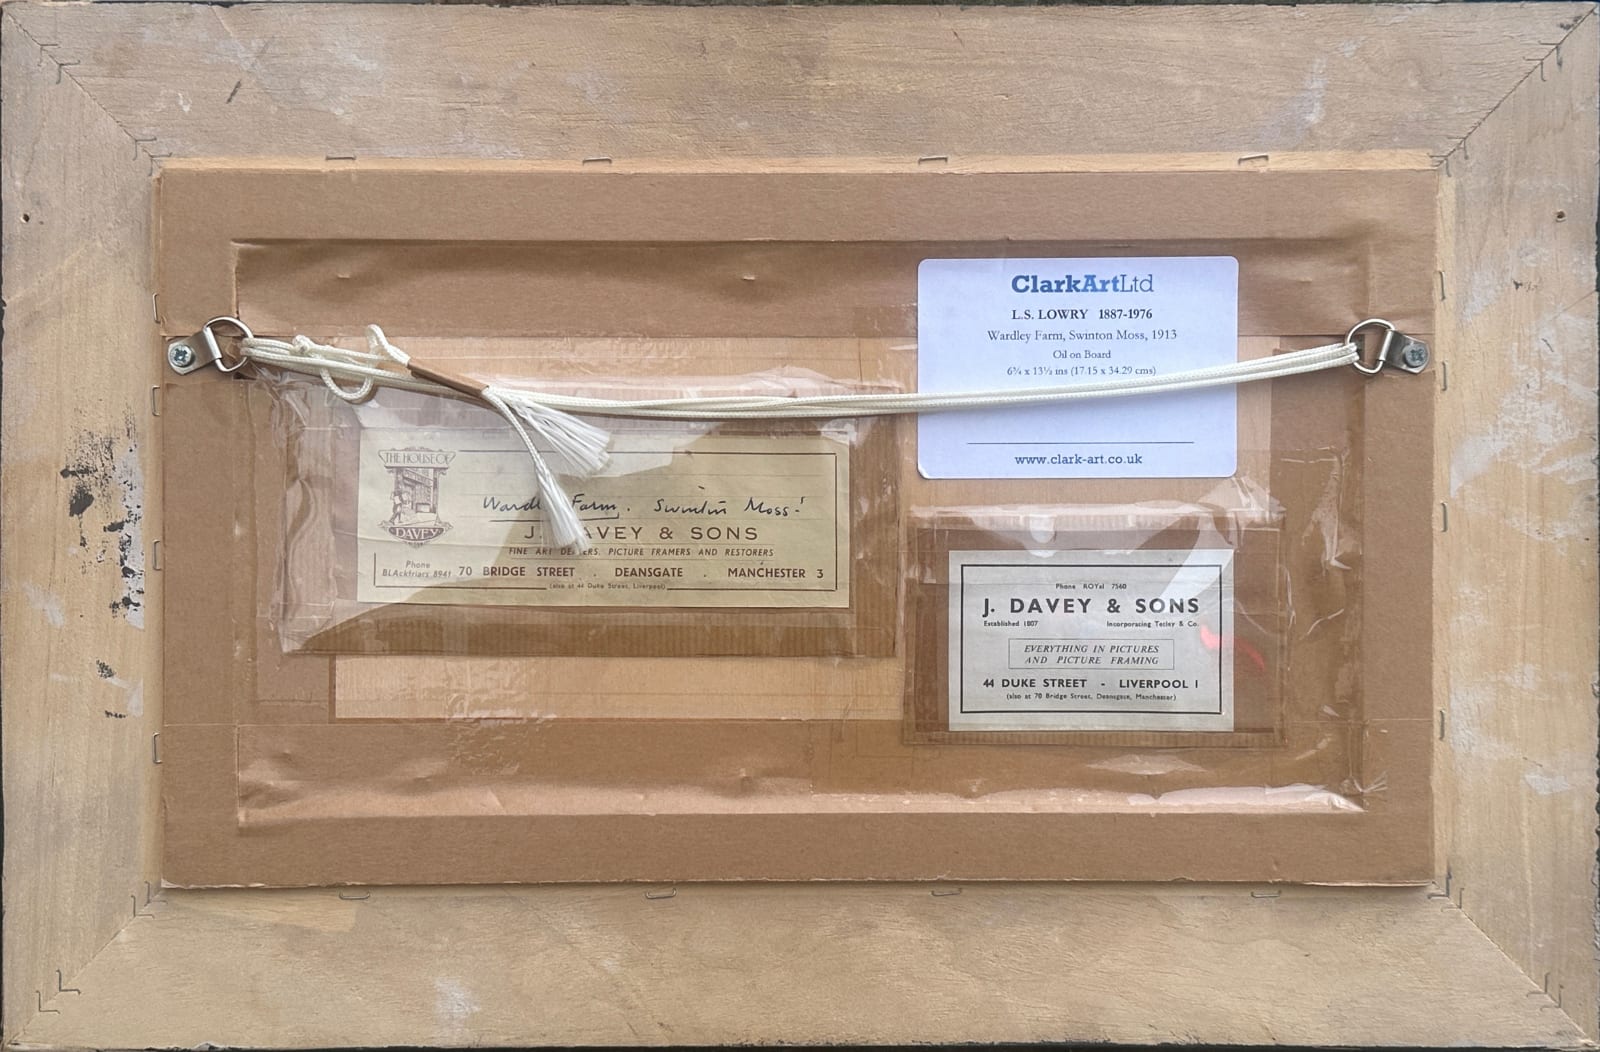 ClarkArtLtd
L.S. LOWRY 1887-1976
Wardley Farm, Swinton Moss, 1913
Oil on Board
6¾ x 13½ ins (17.15 x 34.29 cms)
www.clark-art.co.uk
THE HOUSE OF
DAVEY
Farm. Swinton Moss!
J. AVEY & SONS
FINE ART PICTURE FRAMERS AND RESTORERS
Phone
BLAckfriars 8941
70 BRIDGE STREET . DEANSGATE . MANCHESTER 3
(also at 44 Duke Street, Liverpool)
Phone ROYal 7560
J. DAVEY & SONS
Established 1807 Incorporating Tetley & Co.
EVERYTHING IN PICTURES
AND PICTURE FRAMING
44 DUKE STREET - LIVERPOOL 1
(also at 70 Bridge Street, Deansgate, Manchester)